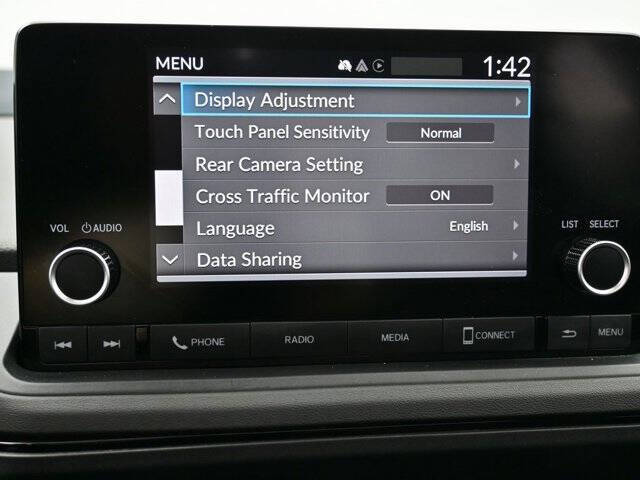 MENU 1:42
Display Adjustment
Touch Panel Sensitivity Normal
Rear Camera Setting
Cross Traffic Monitor ON
Language English
Data Sharing
VOL AUDIO
LIST SELECT
PHONE RADIO MEDIA CONNECT MENU